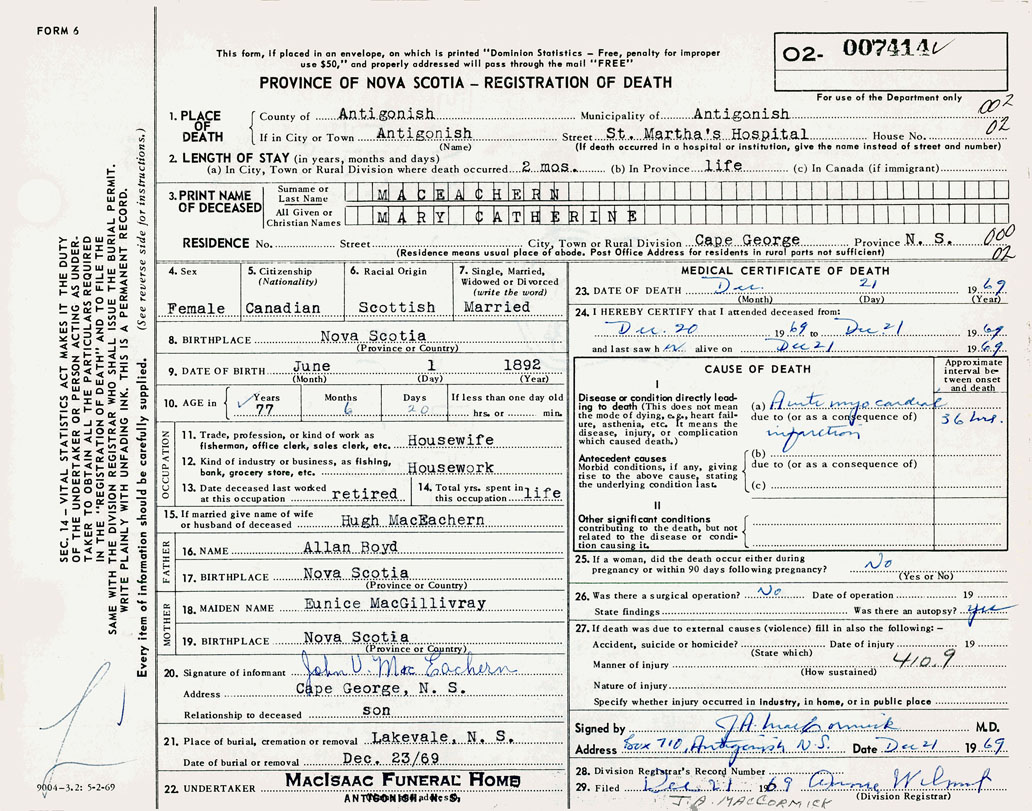 FORM 6
02- 007414
This form, if placed in an envelope, on which is printed "Dominion Statistics – Free, penalty for improper
use $50," and properly addressed will pass through the mail "FREE"
PROVINCE OF NOVA SCOTIA – REGISTRATION OF DEATH
For use of the Department only
002
02
1. PLACE OF DEATH
County of Antigonish Municipality of Antigonish
If in City or Town Antigonish Street St. Martha's Hospital House No.
(Name) (If death occurred in a hospital or institution, give the name instead of street and number)
2. LENGTH OF STAY (in years, months and days)
(a) In City, Town or Rural Division where death occurred 2 mos. (b) In Province life (c) In Canada (if immigrant)
3. PRINT NAME OF DECEASED
Surname or Last Name MACEACHERN
All Given or Christian Names MARY CATHERINE
RESIDENCE No. Street City, Town or Rural Division Cape George Province N. S.
(Residence means usual place of abode. Post Office Address for residents in rural parts not sufficient)
000
02
4. Sex
Female
5. Citizenship
(Nationality)
Canadian
6. Racial Origin
Scottish
7. Single, Married,
Widowed or Divorced
(write the word)
Married
8. BIRTHPLACE Nova Scotia
(Province or Country)
9. DATE OF BIRTH June 1 1892
(Month) (Day) (Year)
10. AGE in Years 77 Months 6 Days 20 If less than one day old
hrs. or min.
OCCUPATION
11. Trade, profession, or kind of work as
fisherman, office clerk, sales clerk, etc. Housewife
12. Kind of industry or business, as fishing,
bank, grocery store, etc. Housework
13. Date deceased last worked
at this occupation retired
14. Total yrs. spent in
this occupation life
15. If married give name of wife
or husband of deceased Hugh MacEachern
FATHER
16. NAME Allan Boyd
17. BIRTHPLACE Nova Scotia
(Province or Country)
MOTHER
18. MAIDEN NAME Eunice MacGillivray
19. BIRTHPLACE Nova Scotia
(Province or Country)
20. Signature of informant John V. MacEachern
Address Cape George, N. S.
Relationship to deceased son
21. Place of burial, cremation or removal Lakevale, N. S.
Date of burial or removal Dec. 23/69
22. UNDERTAKER MACISAAC FUNERAL HOME
ANTIGONISH, N. S.
MEDICAL CERTIFICATE OF DEATH
23. DATE OF DEATH Dec. 21 1969
(Month) (Day) (Year)
24. I HEREBY CERTIFY that I attended deceased from:
Dec. 20 1969 to Dec 21 1969
and last saw her alive on Dec 21 1969
CAUSE OF DEATH
Approximate
interval be-
tween onset
and death
I
Disease or condition directly lead-
ing to death (This does not mean
the mode of dying, e.g., heart fail-
ure, asthenia, etc. It means the
disease, injury, or complication
which caused death.)
(a) Acute myocardial
due to (or as a consequence of)
infarction
36 hrs.
Antecedent causes
Morbid conditions, if any, giving
rise to the above cause, stating
the underlying condition last.
(b)
due to (or as a consequence of)
(c)
II
Other significant conditions
contributing to the death, but not
related to the disease or condi-
tion causing it.
25. If a woman, did the death occur either during
pregnancy or within 90 days following pregnancy? No
(Yes or No)
26. Was there a surgical operation? No Date of operation 19
State findings Was there an autopsy? yes
27. If death was due to external causes (violence) fill in also the following: –
Accident, suicide or homicide? Date of injury 19
(State which)
410.9
Manner of injury
(How sustained)
Nature of injury
Specify whether injury occurred in Industry, in home, or in public place
Signed by J.A. MacCormick M.D.
Address Box 710, Antigonish N.S. Date Dec 21 1969
28. Division Registrar's Record Number
29. Filed Dec. 21 1969 Anne Wilmot
(Division Registrar)
J.A. MACCORMICK
SEC. 14 – VITAL STATISTICS ACT MAKES IT THE DUTY
OF THE UNDERTAKER OR PERSON ACTING AS UNDER-
TAKER TO OBTAIN ALL THE PARTICULARS REQUIRED
IN THE "REGISTRATION OF DEATH" AND TO FILE THE
SAME WITH THE DIVISION REGISTRAR WHO SHALL ISSUE THE BURIAL PERMIT.
WRITE PLAINLY WITH UNFADING INK. THIS IS A PERMANENT RECORD.
Every item of information should be carefully supplied. (See reverse side for instructions.)
9004–3.2: 5-2-69